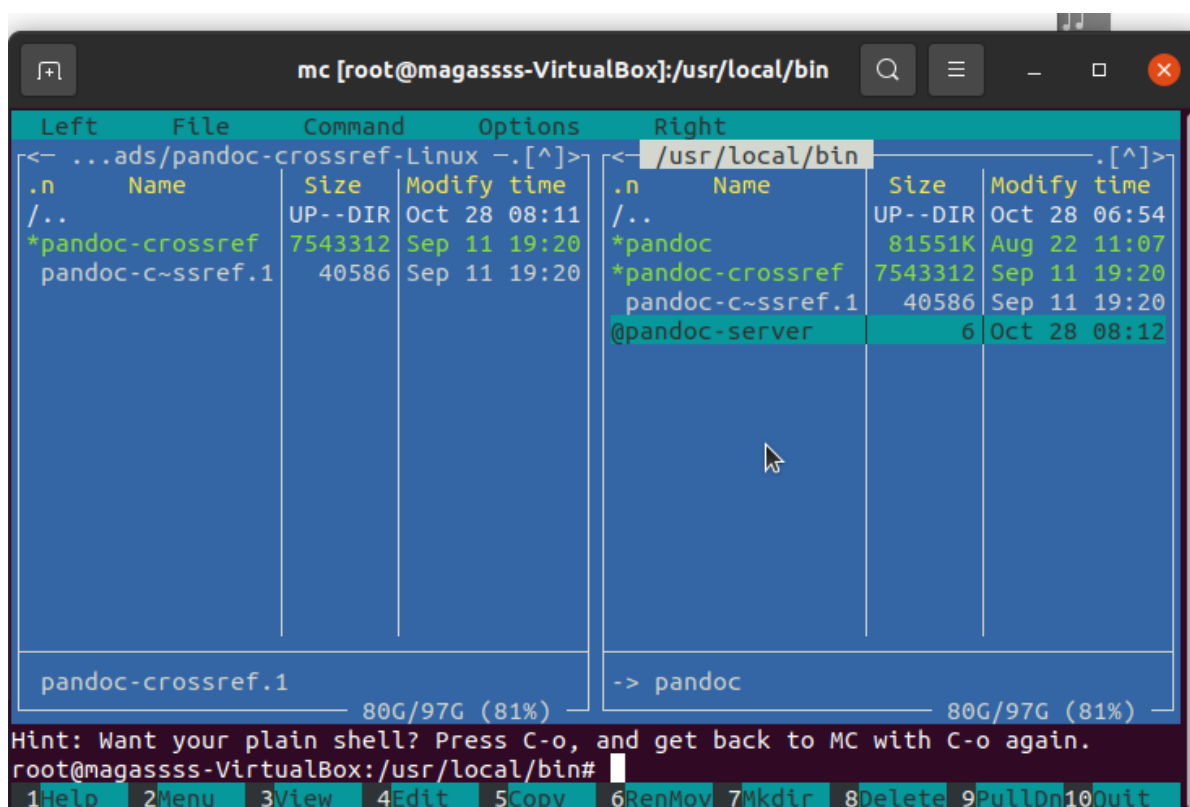 mc [root@magassss-VirtualBox]:/usr/local/bin
Left File Command Options Right
<— ...ads/pandoc-crossref-Linux —.[^]> <— /usr/local/bin —.[^]>
.n Name Size Modify time .n Name Size Modify time
/.. UP--DIR Oct 28 08:11 /.. UP--DIR Oct 28 06:54
*pandoc-crossref 7543312 Sep 11 19:20 *pandoc 81551K Aug 22 11:07
pandoc-c~ssref.1 40586 Sep 11 19:20 *pandoc-crossref 7543312 Sep 11 19:20
pandoc-c~ssref.1 40586 Sep 11 19:20
@pandoc-server 6 Oct 28 08:12
pandoc-crossref.1 -> pandoc
80G/97G (81%) 80G/97G (81%)
Hint: Want your plain shell? Press C-o, and get back to MC with C-o again.
root@magassss-VirtualBox:/usr/local/bin#
1Help 2Menu 3View 4Edit 5Copy 6RenMov 7Mkdir 8Delete 9PullDn 10Quit